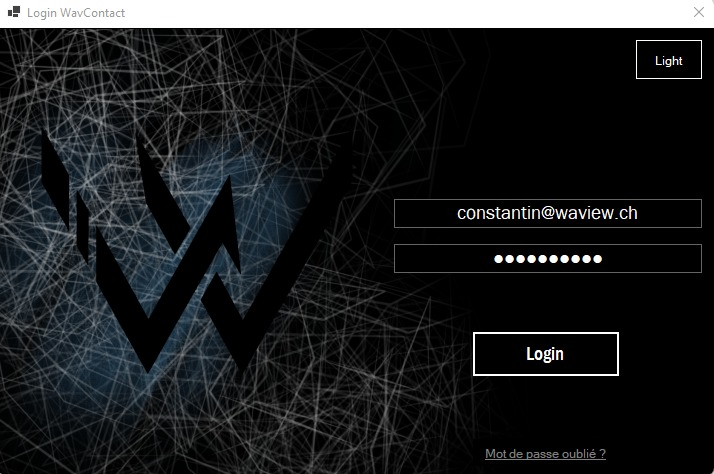 Login WavContact
Light
constantin@waview.ch
●●●●●●●●●●
Login
Mot de passe oublié ?